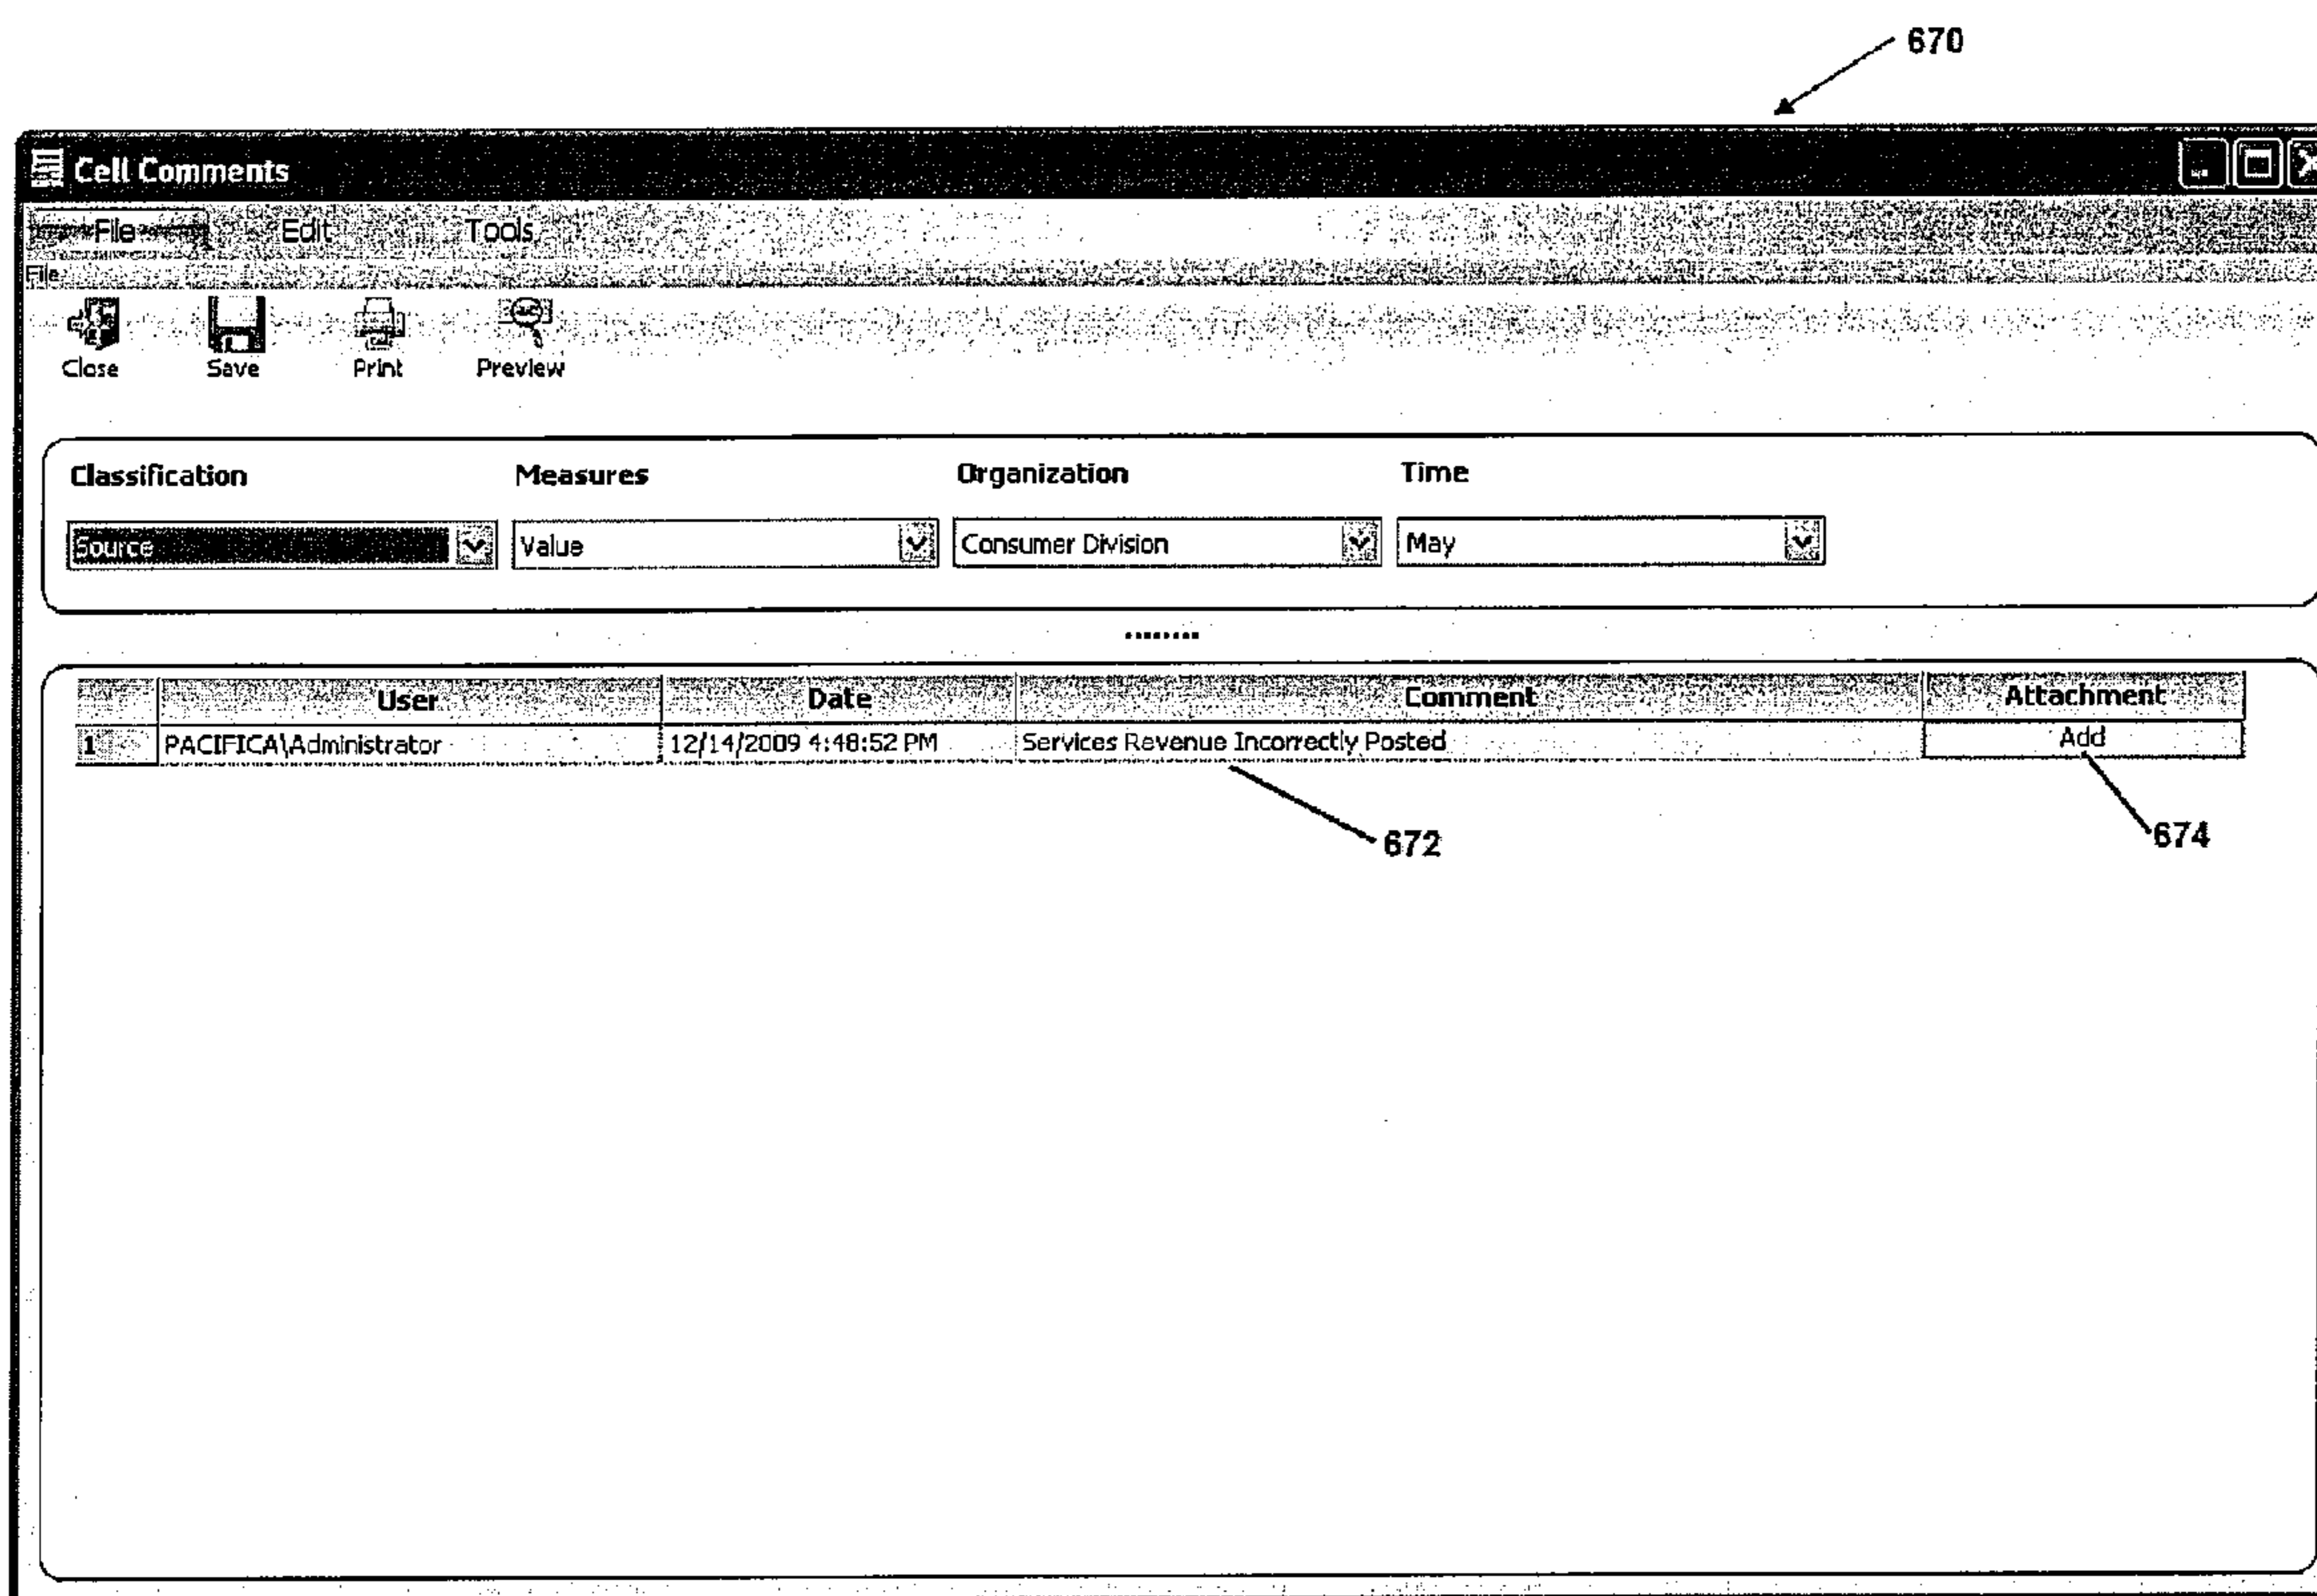 670
Cell Comments
File Edit Tools
File
Close Save Print Preview
Classification Measures Organization Time
Source Value Consumer Division May
User Date Comment Attachment
1 PACIFICA\Administrator 12/14/2009 4:48:52 PM Services Revenue Incorrectly Posted Add
672 674